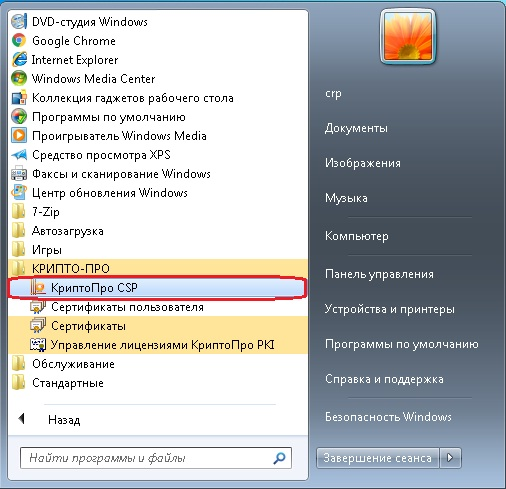 DVD-студия Windows
Google Chrome
Internet Explorer
Windows Media Center
Коллекция гаджетов рабочего стола
Программы по умолчанию
Проигрыватель Windows Media
Средство просмотра XPS
Факсы и сканирование Windows
Центр обновления Windows
7-Zip
Автозагрузка
Игры
КРИПТО-ПРО
КриптоПро CSP
Сертификаты пользователя
Сертификаты
Управление лицензиями КриптоПро PKI
Обслуживание
Стандартные
Назад
Найти программы и файлы
crp
Документы
Изображения
Музыка
Компьютер
Панель управления
Устройства и принтеры
Программы по умолчанию
Справка и поддержка
Безопасность Windows
Завершение сеанса